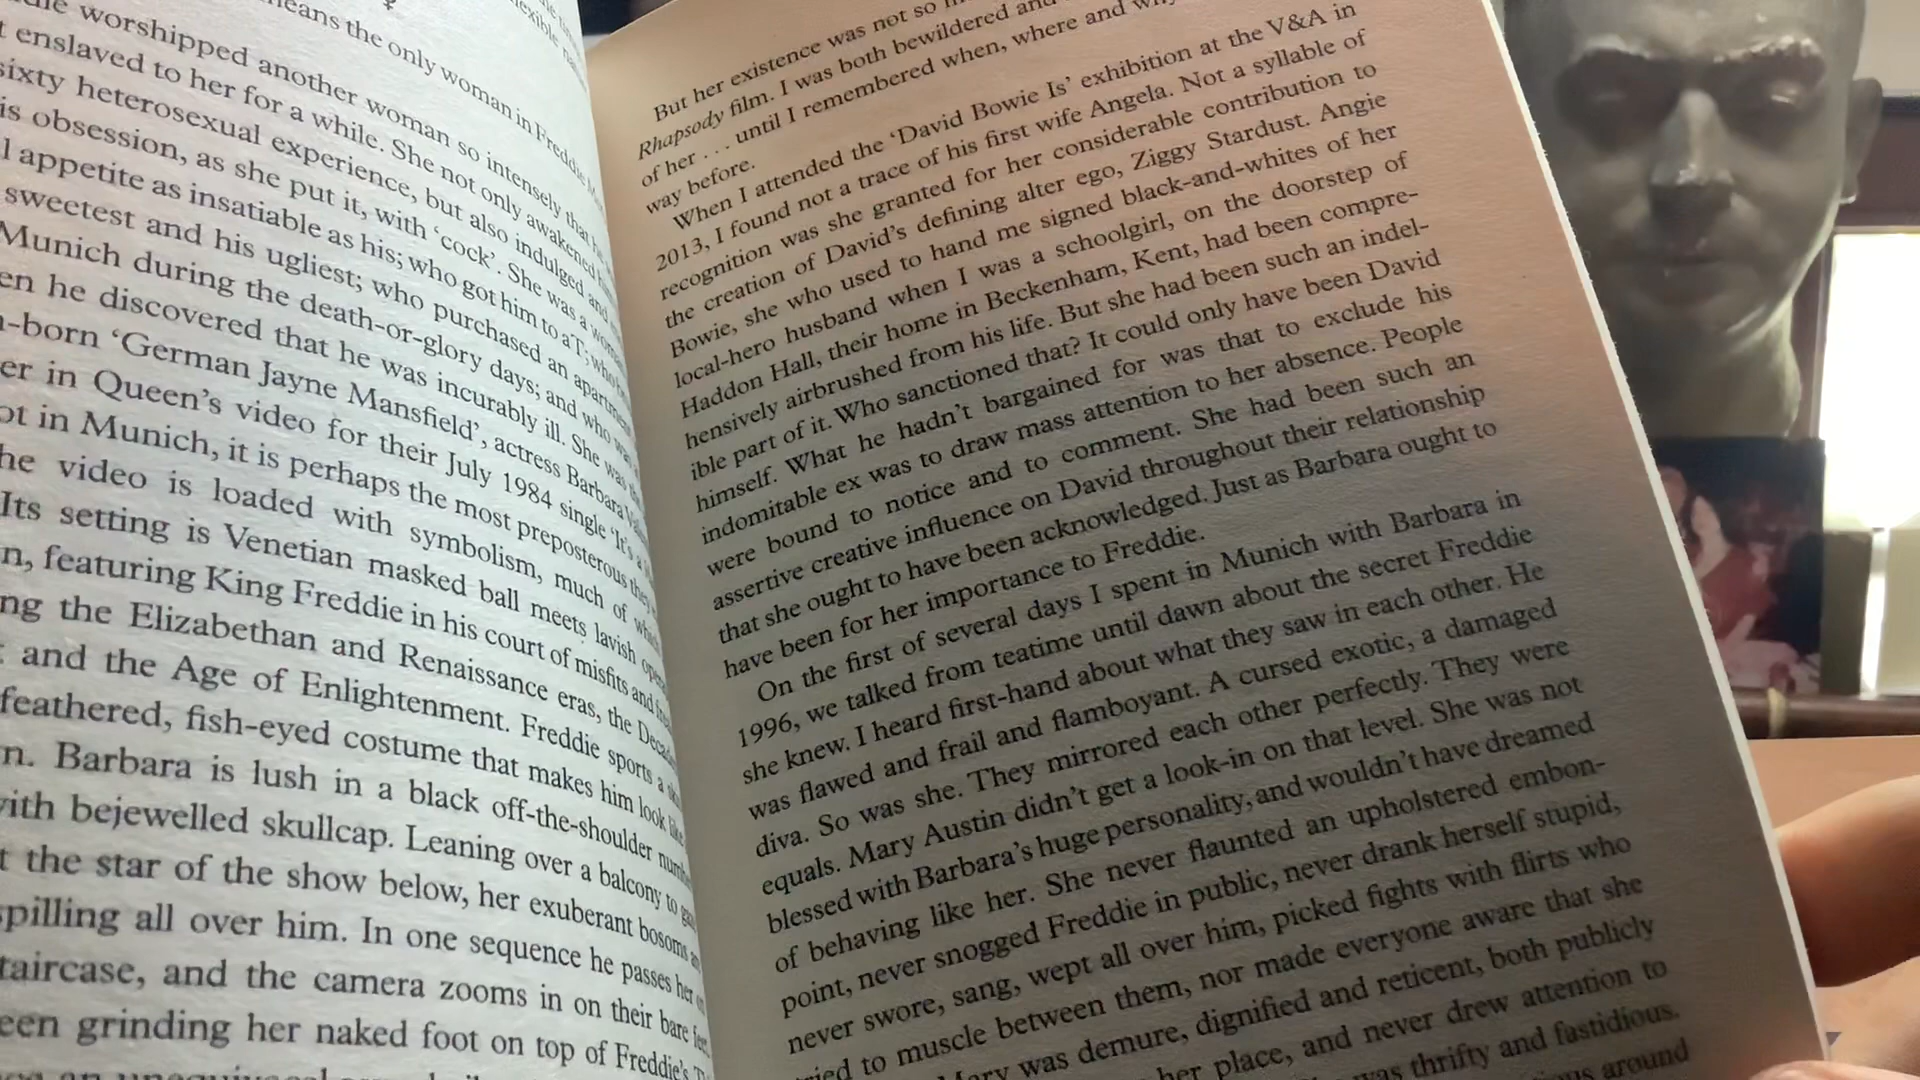 means the only woman in Freddie
worshipped another woman so intensely that
enslaved to her for a while. She not only awakened
sixty heterosexual experience, but also indulged and
is obsession, as she put it, with ‘cock’. She was a
appetite as insatiable as his; who got him to a T; who
sweetest and his ugliest; who purchased an apartment
Munich during the death-or-glory days; and who was
en he discovered that he was incurably ill. She was
-born ‘German Jayne Mansfield’, actress Barbara
er in Queen’s video for their July 1984 single ‘It’s a
ot in Munich, it is perhaps the most preposterous they
he video is loaded with symbolism, much of
Its setting is Venetian masked ball meets lavish
n, featuring King Freddie in his court of misfits and
ng the Elizabethan and Renaissance eras, the
and the Age of Enlightenment. Freddie sports a
feathered, fish-eyed costume that makes him look
n. Barbara is lush in a black off-the-shoulder
with bejewelled skullcap. Leaning over a balcony to
t the star of the show below, her exuberant bosoms
spilling all over him. In one sequence he passes her
taircase, and the camera zooms in on their bare
een grinding her naked foot on top of Freddie’s
But her existence was not so
Rhapsody film. I was both bewildered and
of her . . . until I remembered when, where and why
way before.
When I attended the ‘David Bowie Is’ exhibition at the V&A in
2013, I found not a trace of his first wife Angela. Not a syllable of
recognition was she granted for her considerable contribution to
the creation of David’s defining alter ego, Ziggy Stardust. Angie
Bowie, she who used to hand me signed black-and-whites of her
local-hero husband when I was a schoolgirl, on the doorstep of
Haddon Hall, their home in Beckenham, Kent, had been compre-
hensively airbrushed from his life. But she had been such an indel-
ible part of it. Who sanctioned that? It could only have been David
himself. What he hadn’t bargained for was that to exclude his
indomitable ex was to draw mass attention to her absence. People
were bound to notice and to comment. She had been such an
assertive creative influence on David throughout their relationship
that she ought to have been acknowledged. Just as Barbara ought to
have been for her importance to Freddie.
On the first of several days I spent in Munich with Barbara in
1996, we talked from teatime until dawn about the secret Freddie
she knew. I heard first-hand about what they saw in each other. He
was flawed and frail and flamboyant. A cursed exotic, a damaged
diva. So was she. They mirrored each other perfectly. They were
equals. Mary Austin didn’t get a look-in on that level. She was not
blessed with Barbara’s huge personality, and wouldn’t have dreamed
of behaving like her. She never flaunted an upholstered embon-
point, never snogged Freddie in public, never drank herself stupid,
never swore, sang, wept all over him, picked fights with flirts who
tried to muscle between them, nor made everyone aware that she
Mary was demure, dignified and reticent, both publicly
her place, and never drew attention to
was thrifty and fastidious.
around